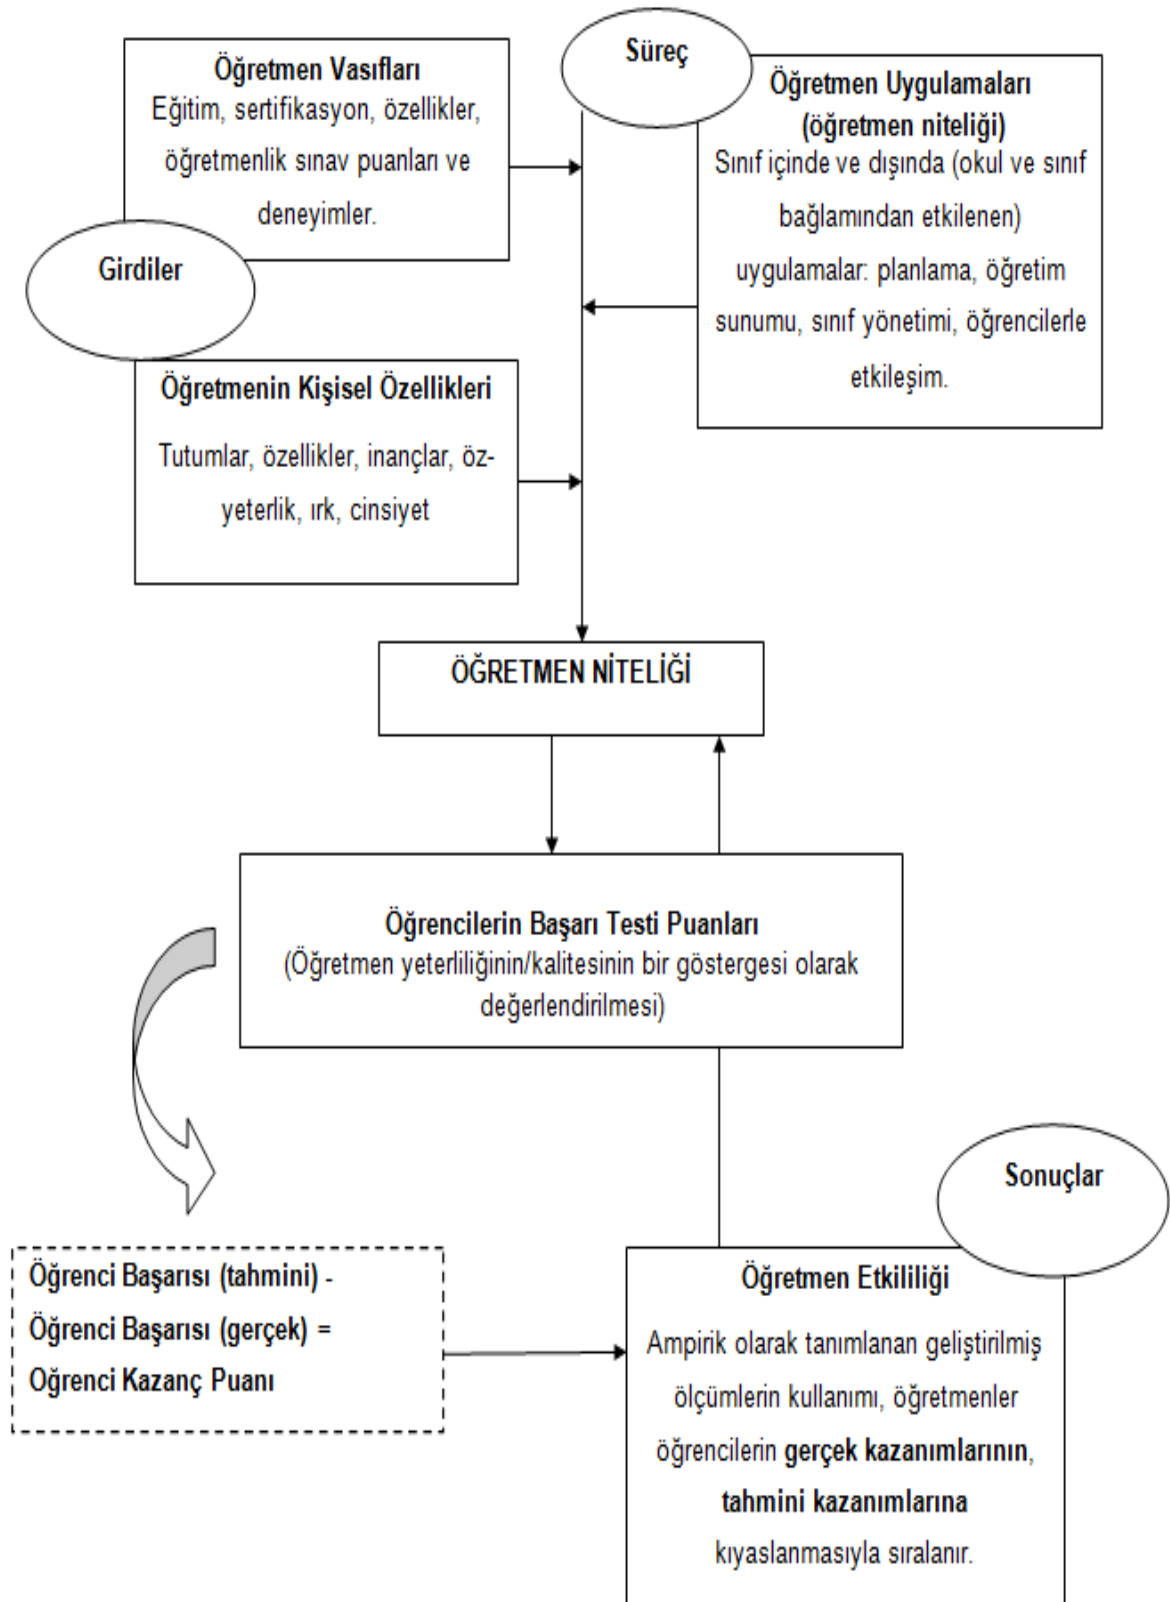 Öğretmen Vasıfları
Eğitim, sertifikasyon, özellikler,
öğretmenlik sınav puanları ve
deneyimler.
Süreç
Öğretmen Uygulamaları
(öğretmen niteliği)
Sınıf içinde ve dışında (okul ve sınıf
bağlamından etkilenen)
uygulamalar: planlama, öğretim
sunumu, sınıf yönetimi, öğrencilerle
etkileşim.
Girdiler
Öğretmenin Kişisel Özellikleri
Tutumlar, özellikler, inançlar, öz-
yeterlik, ırk, cinsiyet
ÖĞRETMEN NİTELİĞİ
Öğrencilerin Başarı Testi Puanları
(Öğretmen yeterliliğinin/kalitesinin bir göstergesi olarak
değerlendirilmesi)
Sonuçlar
Öğrenci Başarısı (tahmini) -
Öğrenci Başarısı (gerçek) =
Oğrenci Kazanç Puanı
Öğretmen Etkililiği
Ampirik olarak tanımlanan geliştirilmiş
ölçümlerin kullanımı, öğretmenler
öğrencilerin gerçek kazanımlarının,
tahmini kazanımlarına
kıyaslanmasıyla sıralanır.